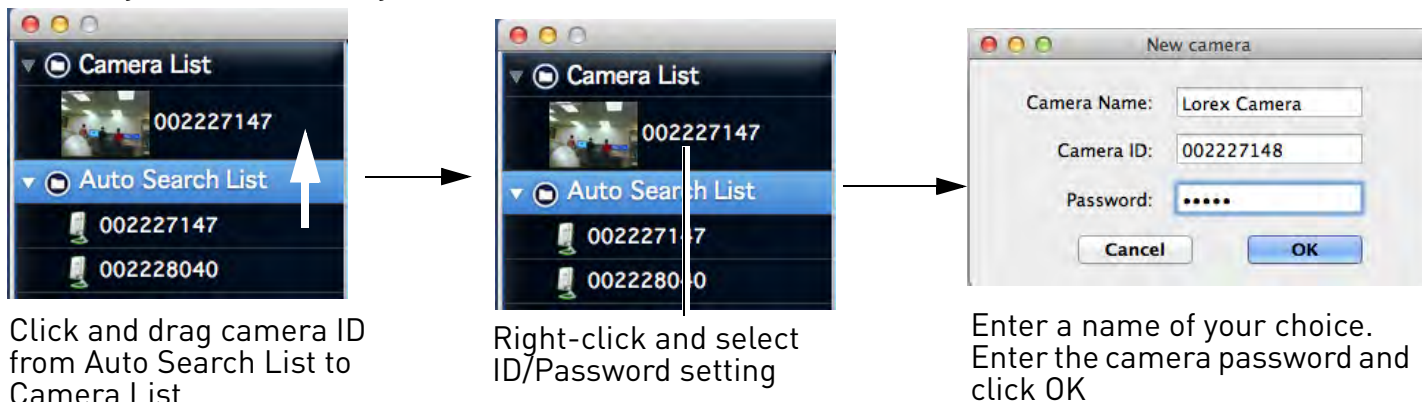 Camera List
002227147
Auto Search List
002227147
002228040
Click and drag camera ID
from Auto Search List to
Camera List
Camera List
002227147
Auto Search List
002227147
002228040
Right-click and select
ID/Password setting
New camera
Camera Name: Lorex Camera
Camera ID: 002227148
Password: •••••
Cancel OK
Enter a name of your choice.
Enter the camera password and
click OK